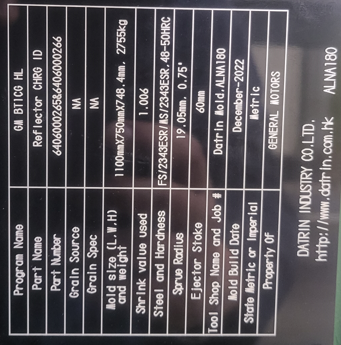 Program Name GM BT1CG HL
Part Name Reflector CHRG ID
Part Number
Grain Source NA
Grain Spec NA
Mold size (L.W.H) and weight 1100mmX750mmX748.4mm, 2755kg
Shrink value used 1.006
Steel and Hardness FS/2343ESR/MS/2343ESR.48-50HRC
Sprue Radius 19.05mm, 0.75"
Ejector Stoke 60mm
Tool Shop Name and Job # Datrin Mold.ALNA180
Mold Build Date December-2022
State Metric or Imperial Metric
Property Of GENERAL MOTORS
DATRIN INDUSTRY CO.LTD.
http://www.datrin.com.hk ALNA180